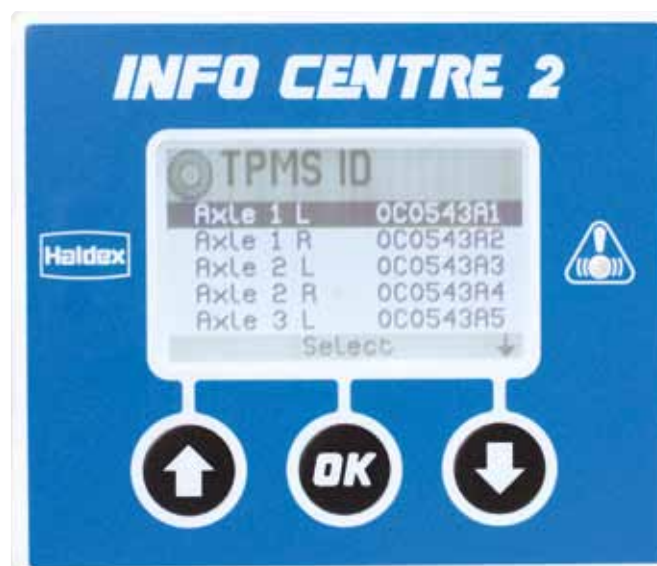 INFO CENTRE 2
TPMS ID
Axle 1 L 0C0543A1
Axle 1 R 0C0543A2
Axle 2 L 0C0543A3
Axle 2 R 0C0543A4
Axle 3 L 0C0543A5
Select
Haldex
OK